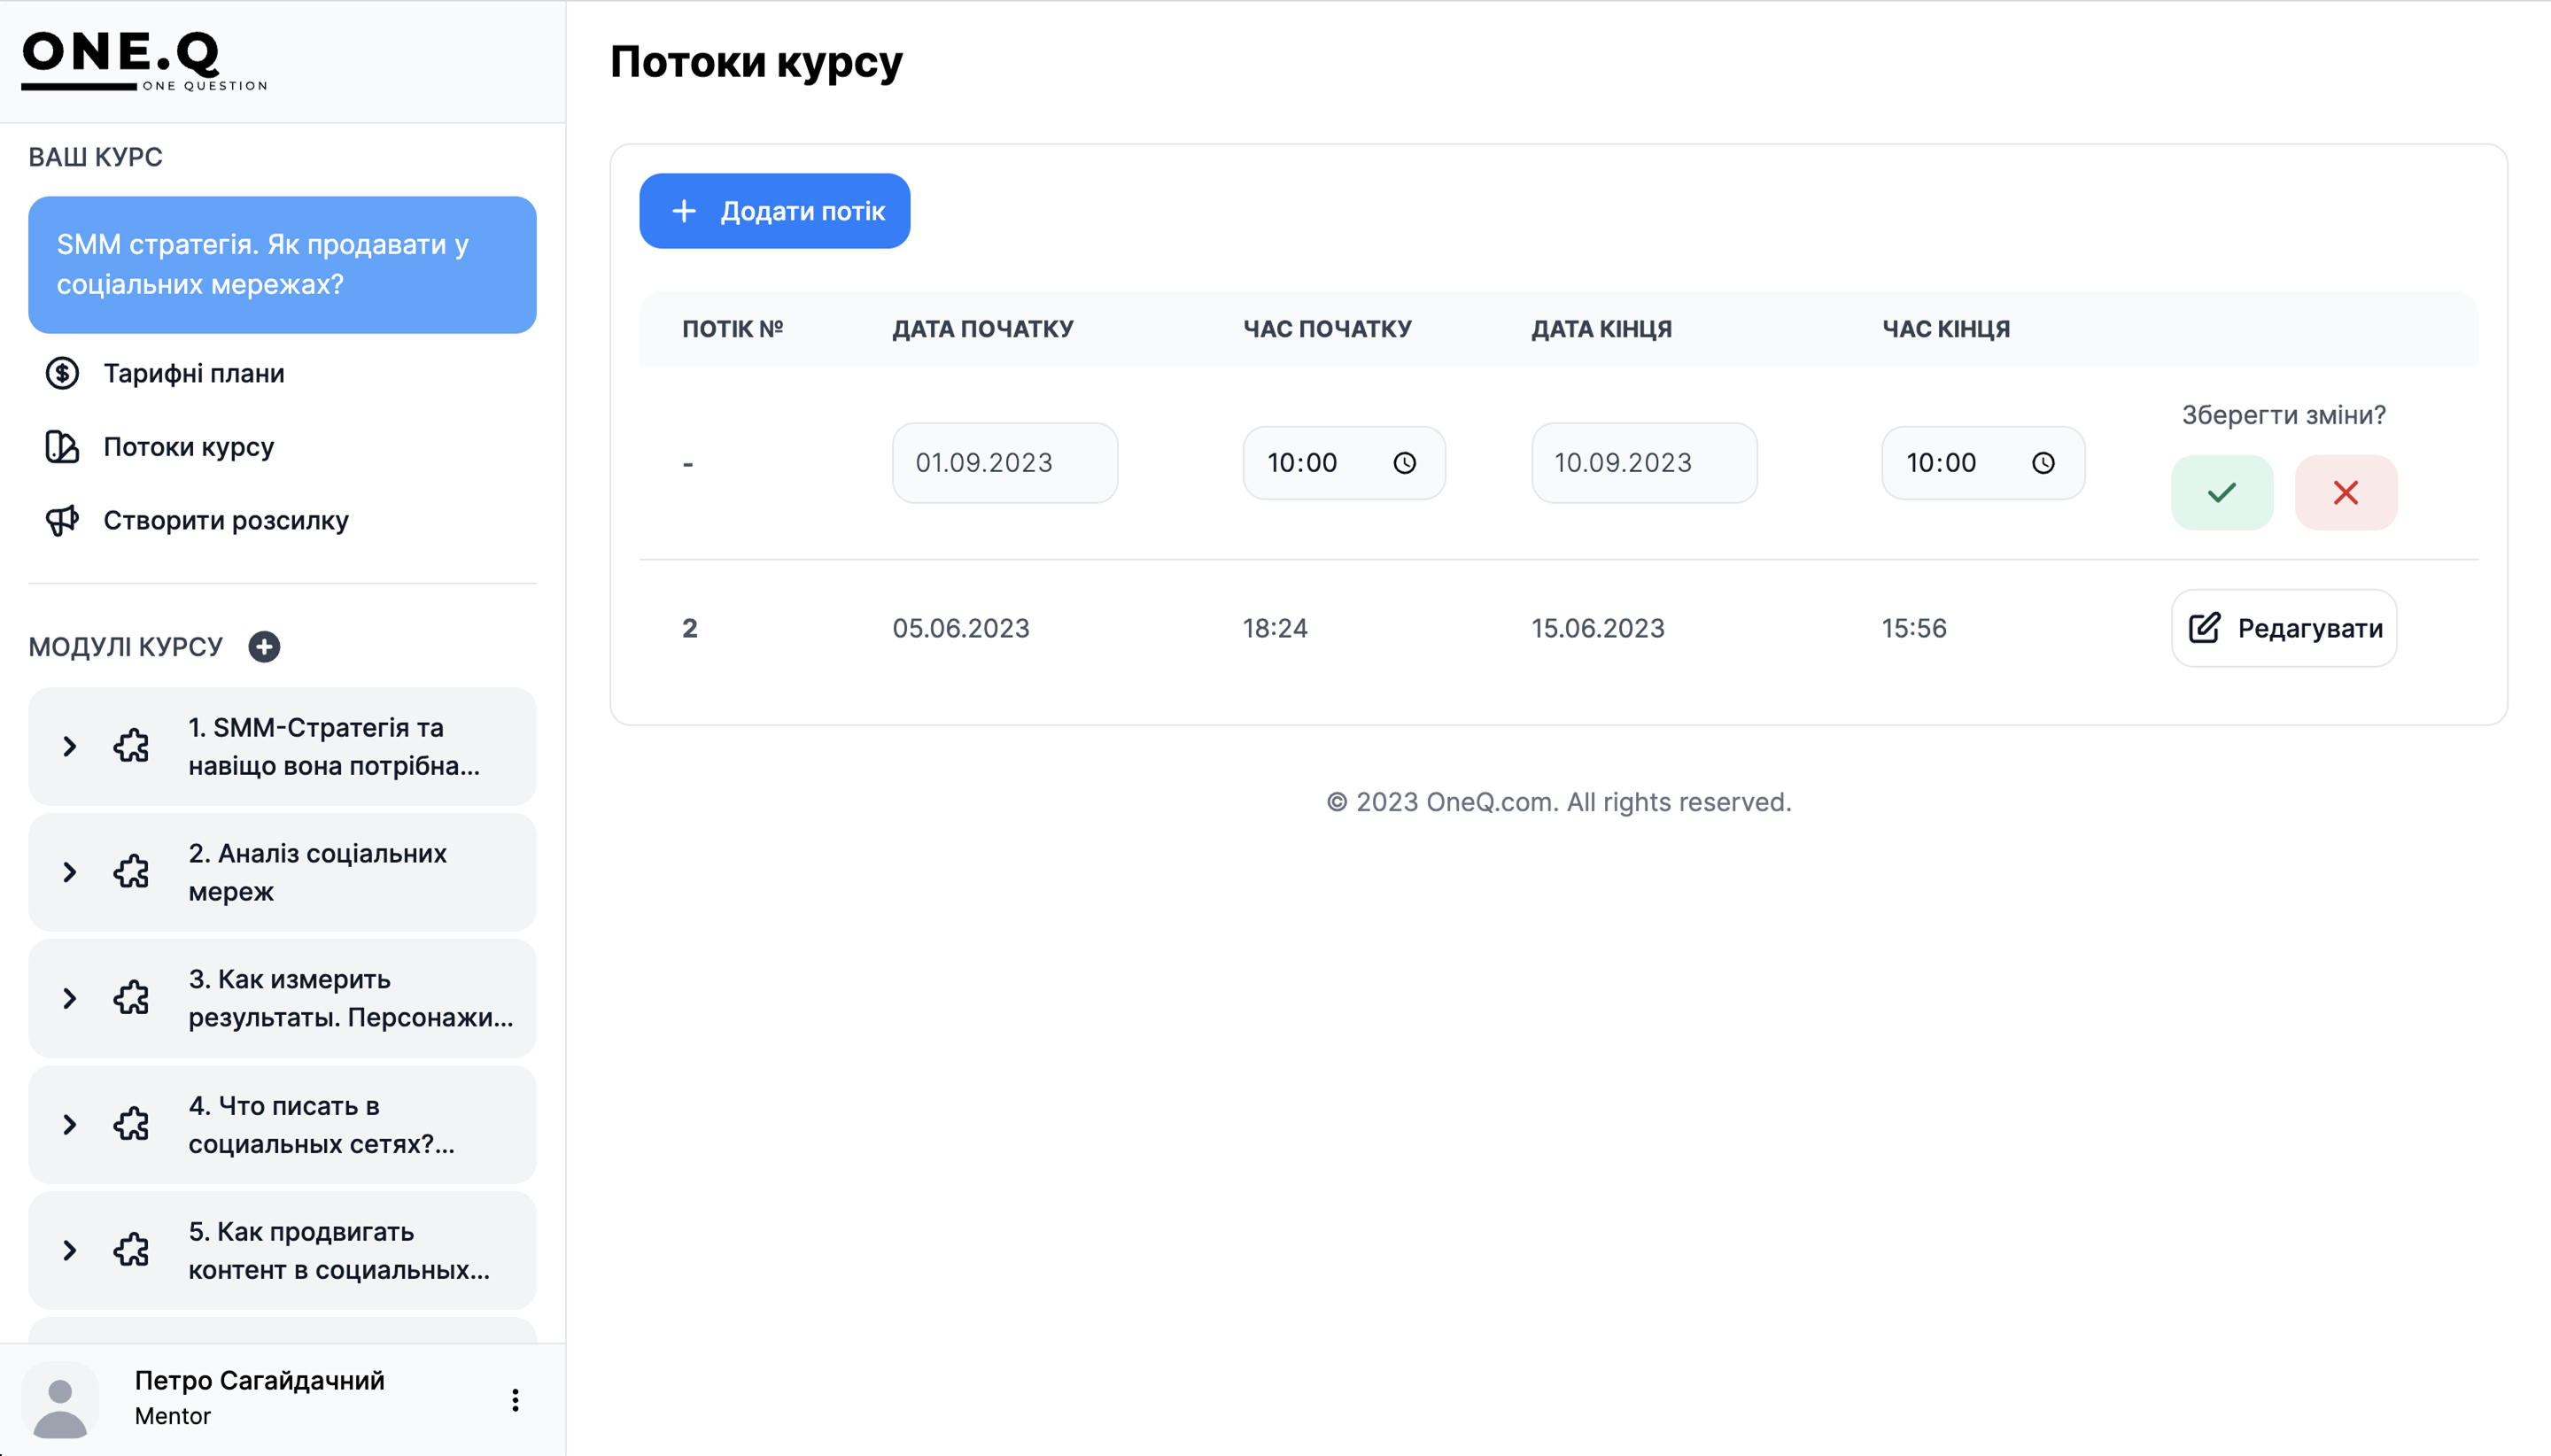 ONE.Q
ONE QUESTION
ВАШ КУРС
SMM стратегія. Як продавати у
соціальних мережах?
Тарифні плани
Потоки курсу
Створити розсилку
МОДУЛІ КУРСУ
1. SMM-Стратегія та
навіщо вона потрібна...
2. Аналіз соціальних
мереж
3. Как измерить
результаты. Персонажи...
4. Что писать в
социальных сетях?...
5. Как продвигать
контент в социальных...
Петро Сагайдачний
Mentor
Потоки курсу
+ Додати потік
ПОТІК № ДАТА ПОЧАТКУ ЧАС ПОЧАТКУ ДАТА КІНЦЯ ЧАС КІНЦЯ
Зберегти зміни?
- 01.09.2023 10:00 10.09.2023 10:00
2 05.06.2023 18:24 15.06.2023 15:56 Редагувати
© 2023 OneQ.com. All rights reserved.